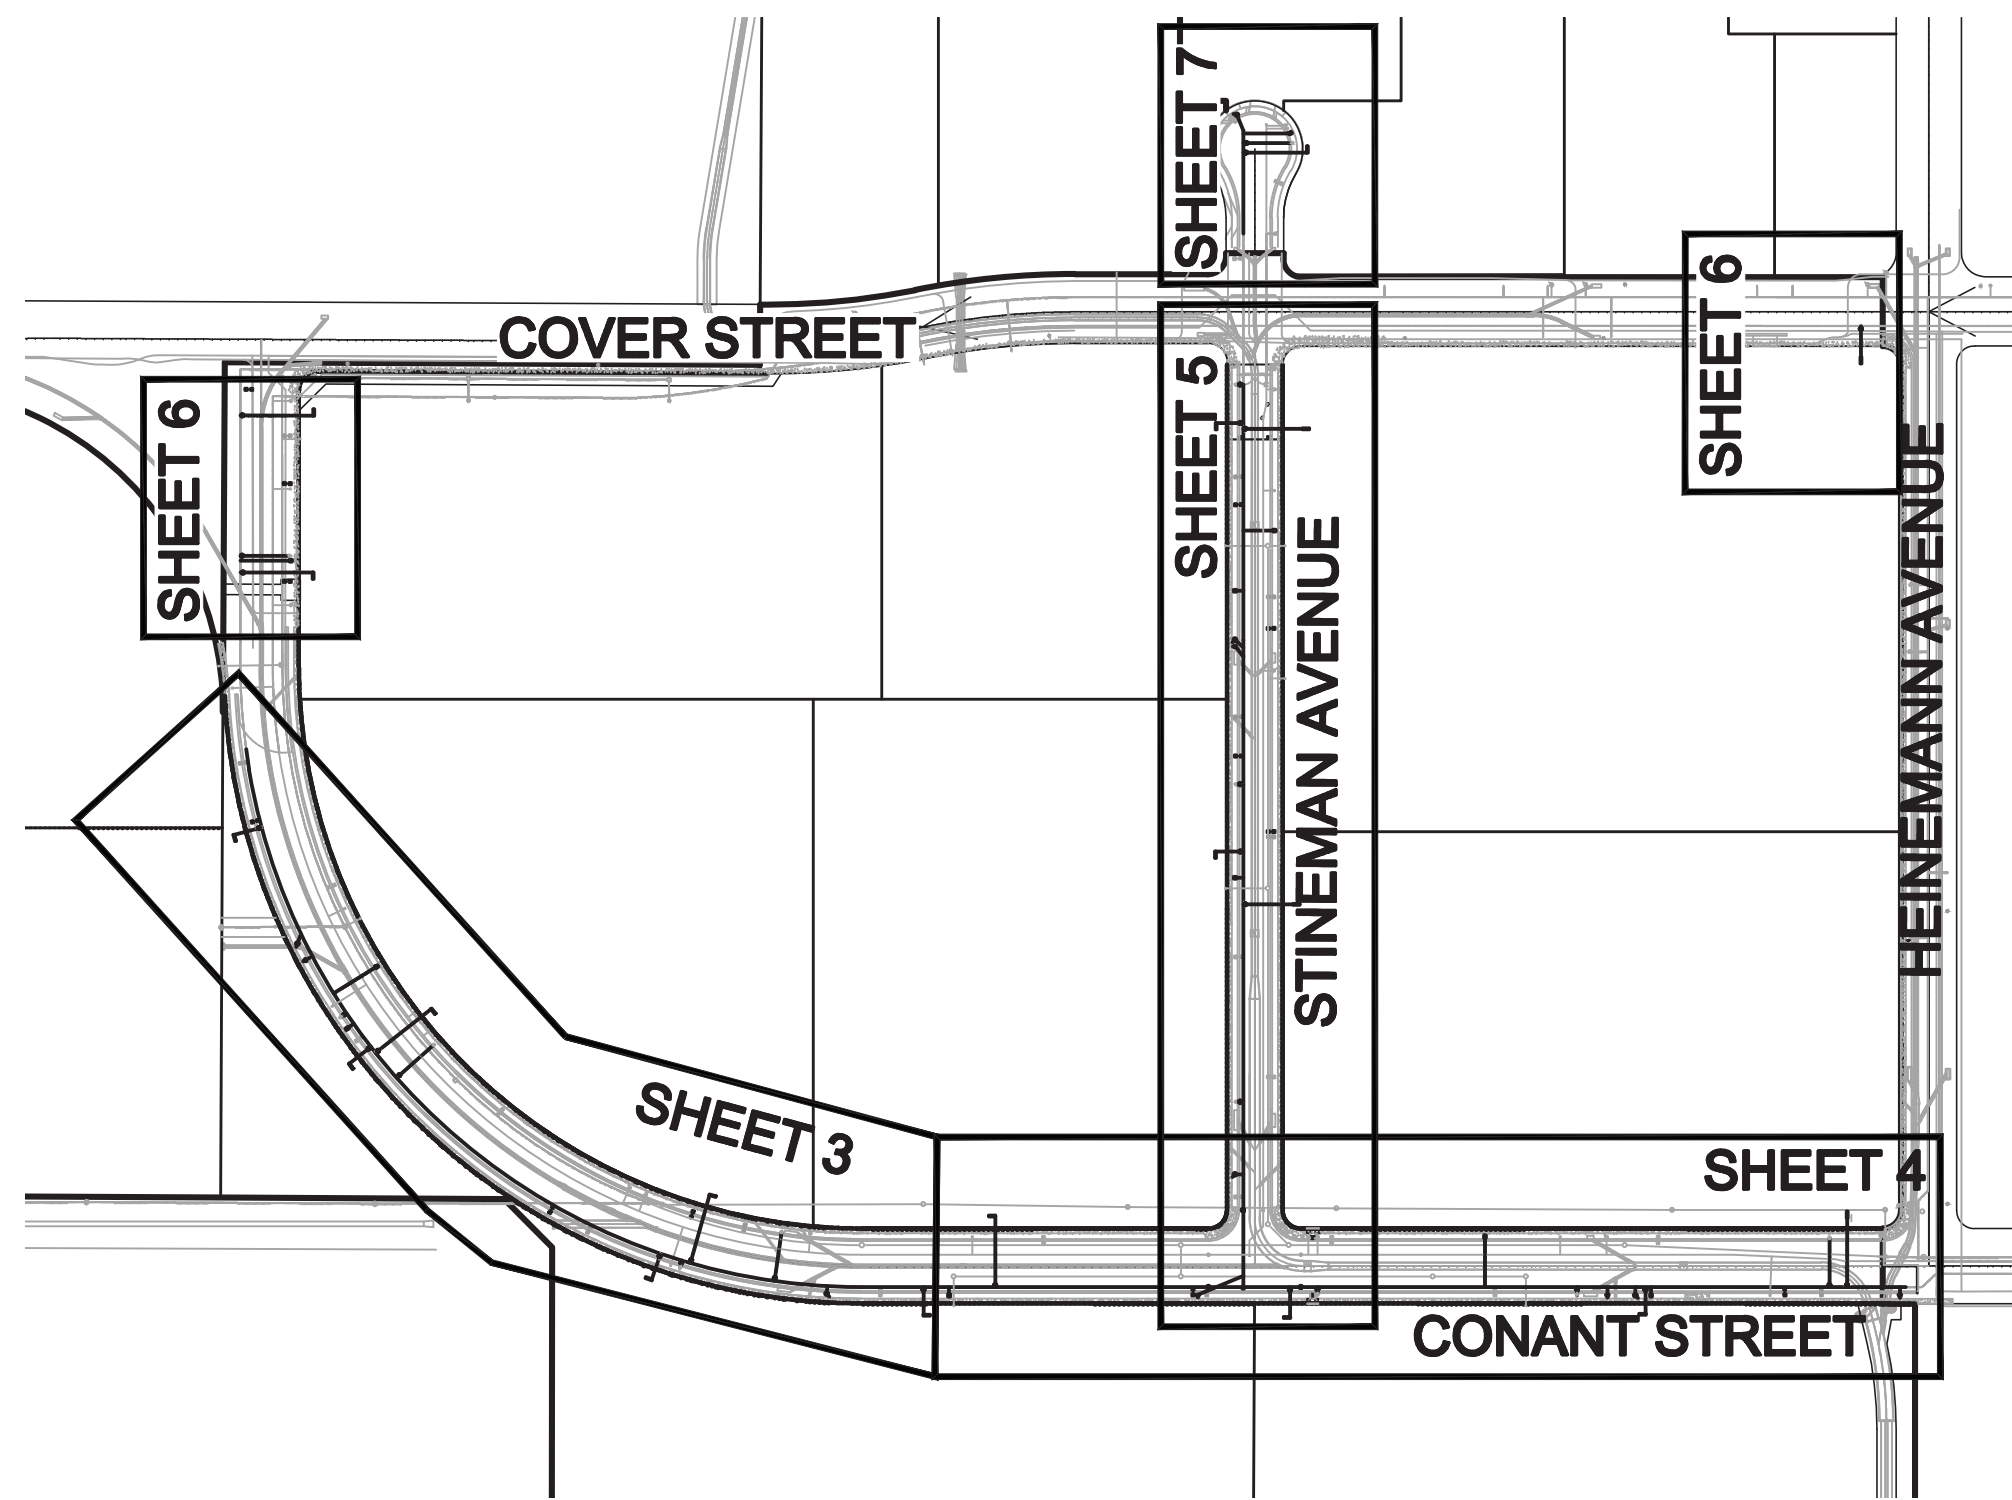 SHEET 7
COVER STREET
SHEET 6
SHEET 6
SHEET 5
STINEMAN AVENUE
HEINEMANN AVENUE
SHEET 3
SHEET 4
CONANT STREET